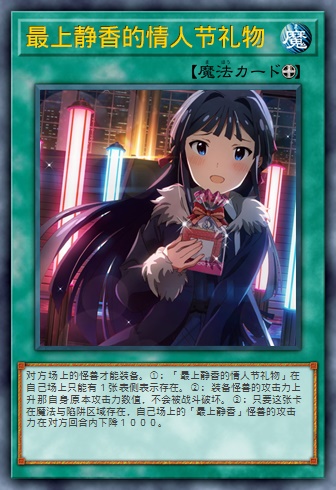 最上静香的情人节礼物
魔
【魔法カード】
对方场上的怪兽才能装备。①:「最上静香的情人节礼物」在
自己场上只能有1张表侧表示存在。②:装备怪兽的攻击力上
升那自身原本攻击力数值,不会被战斗破坏。③:只要这张卡
在魔法与陷阱区域存在,自己场上的「最上静香」怪兽的攻击
力在对方回合内下降1000。